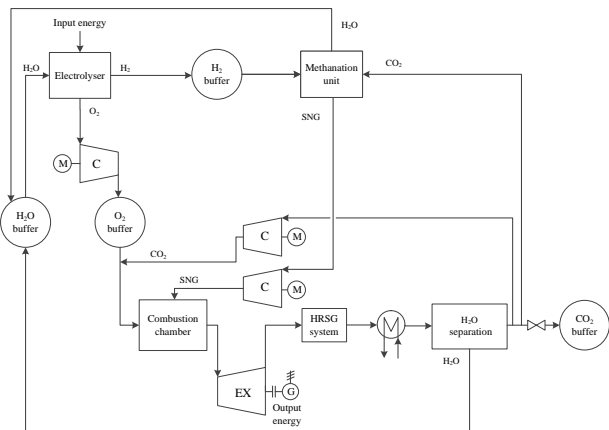 H₂O
Input energy
H₂O
Electrolyser
H₂
H₂
buffer
Methanation
unit
CO₂
O₂
SNG
M
C
H₂O
buffer
O₂
buffer
C
M
CO₂
SNG
C
M
Combustion
chamber
HRSG
system
M
H₂O
separation
CO₂
buffer
H₂O
EX
G
Output
energy